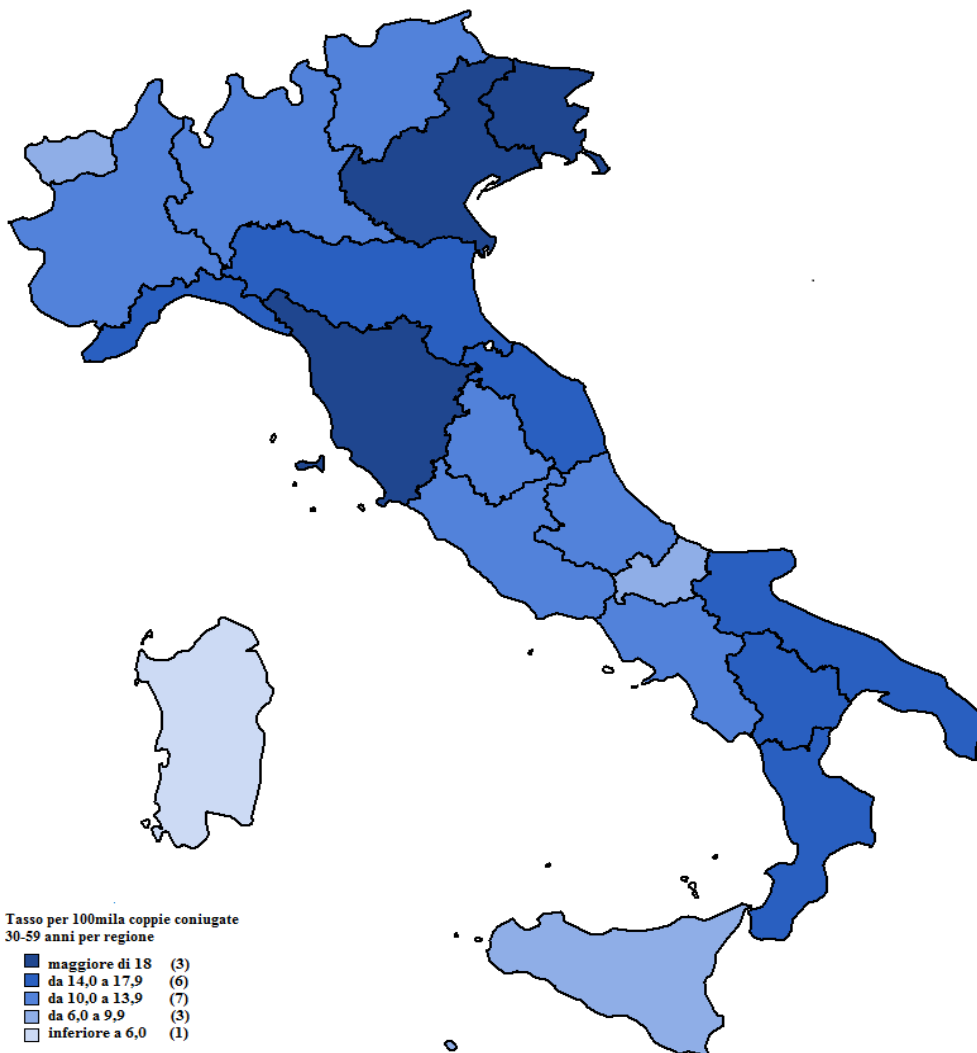 Tasso per 100mila coppie coniugate
30-59 anni per regione
maggiore di 18 (3)
da 14,0 a 17,9 (6)
da 10,0 a 13,9 (7)
da 6,0 a 9,9 (3)
inferiore a 6,0 (1)